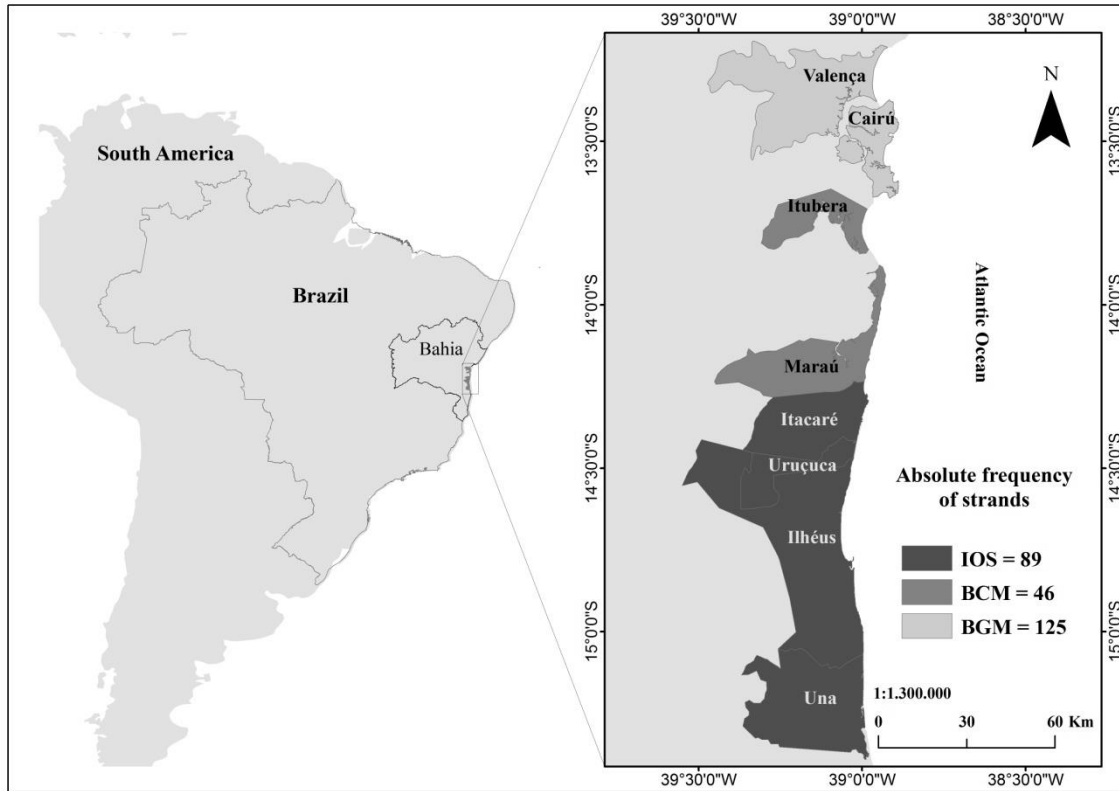 South America
Brazil
Bahia
39°30'0"W
39°0'0"W
38°30'0"W
13°30'0"S
14°0'0"S
14°30'0"S
15°0'0"S
Valença
Cairú
Itubera
Maraú
Itacaré
Uruçuca
Ilhéus
Una
N
13°30'0"S
14°0'0"S
14°30'0"S
15°0'0"S
Atlantic Ocean
Absolute frequency
of strands
IOS = 89
BCM = 46
BGM = 125
1:1.300.000
0 30 60 Km
39°30'0"W
39°0'0"W
38°30'0"W